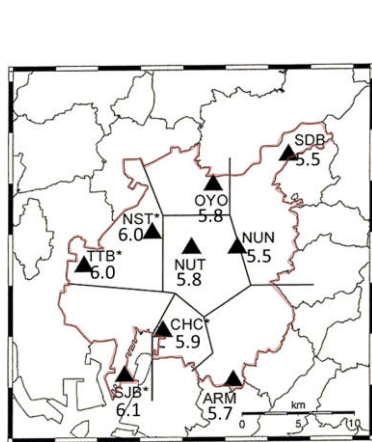 SDB
5.5
OYO
5.8
NST*
6.0
NUN
5.5
TTB*
6.0
NUT
5.8
CHC*
5.9
SJB*
6.1
ARM
5.7
km
0 5 10